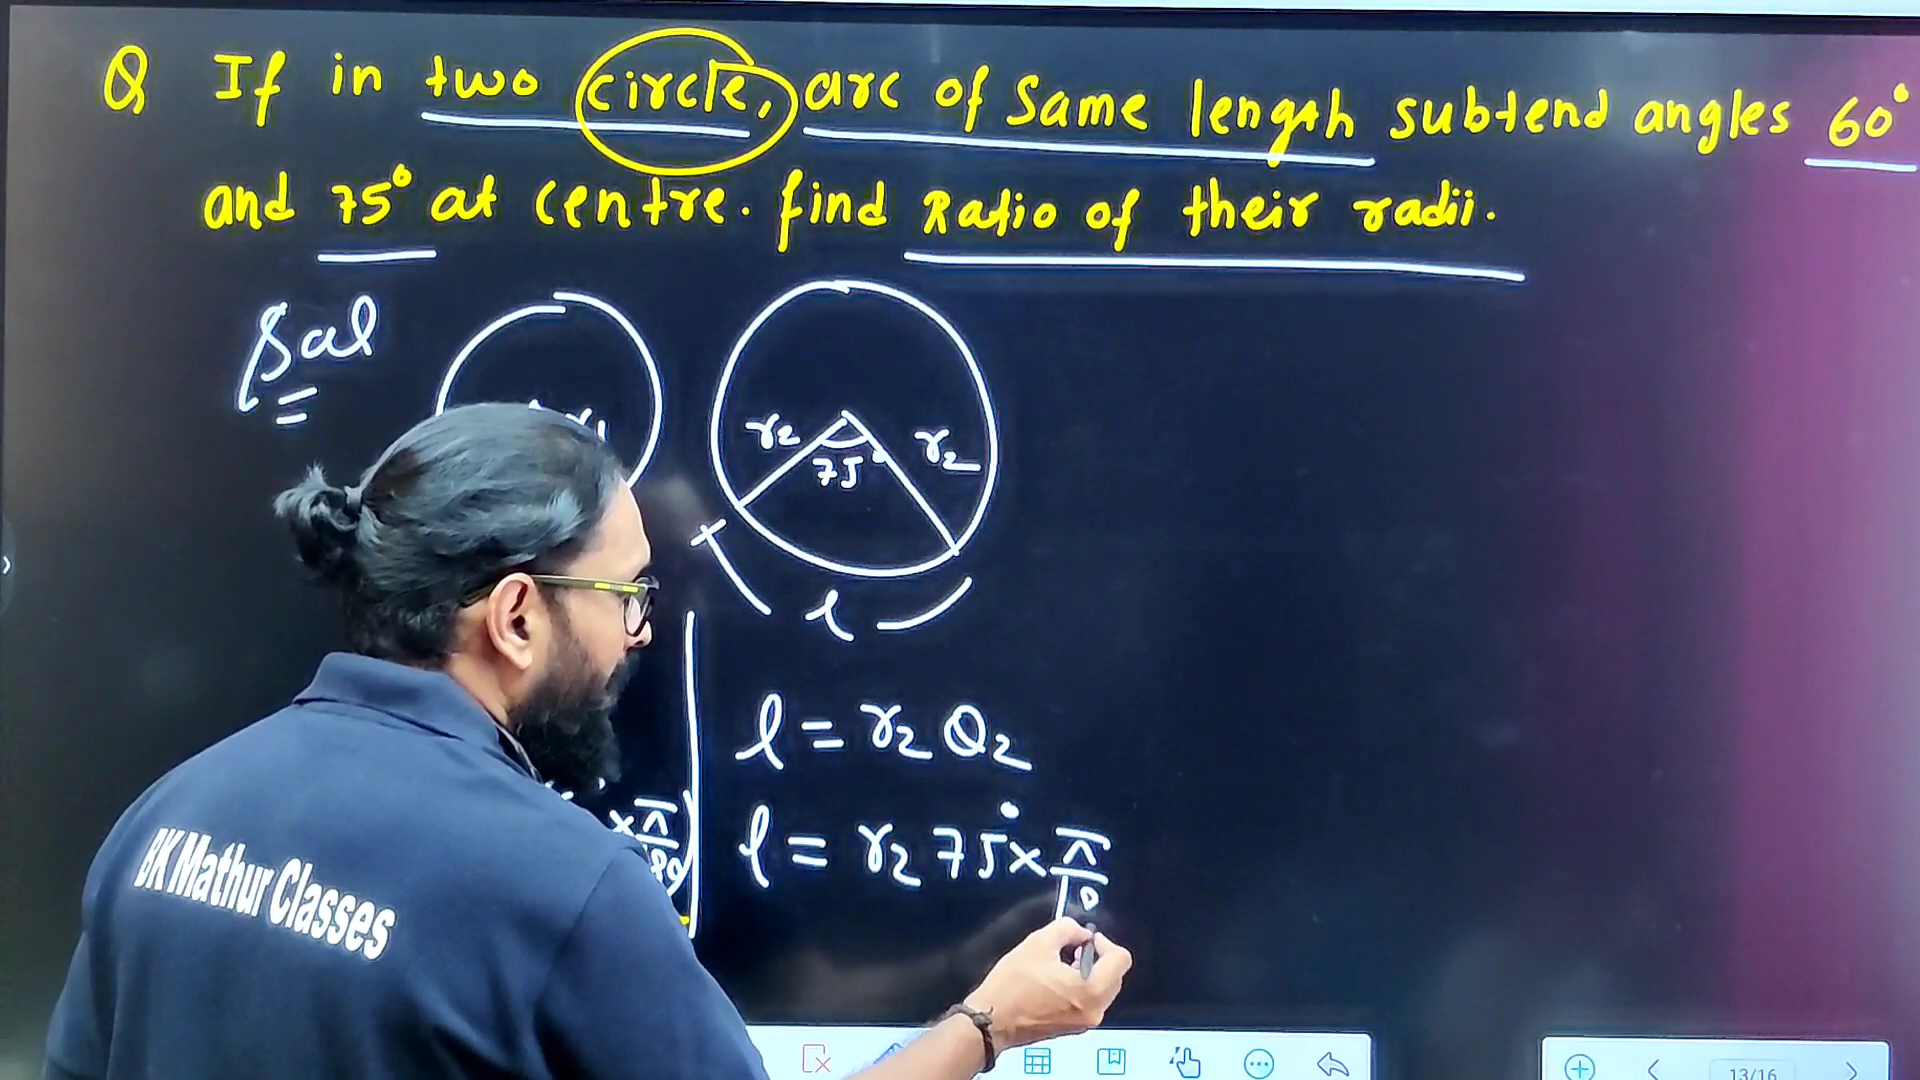 Q If in two circle, arc of Same length subtend angles 60°
and 75° at centre. find Ratio of their radii.
Sol
r2 75° r2
l
l = r2 θ2
× π
l = r2 75° × π
BK Mathur Classes
13/16